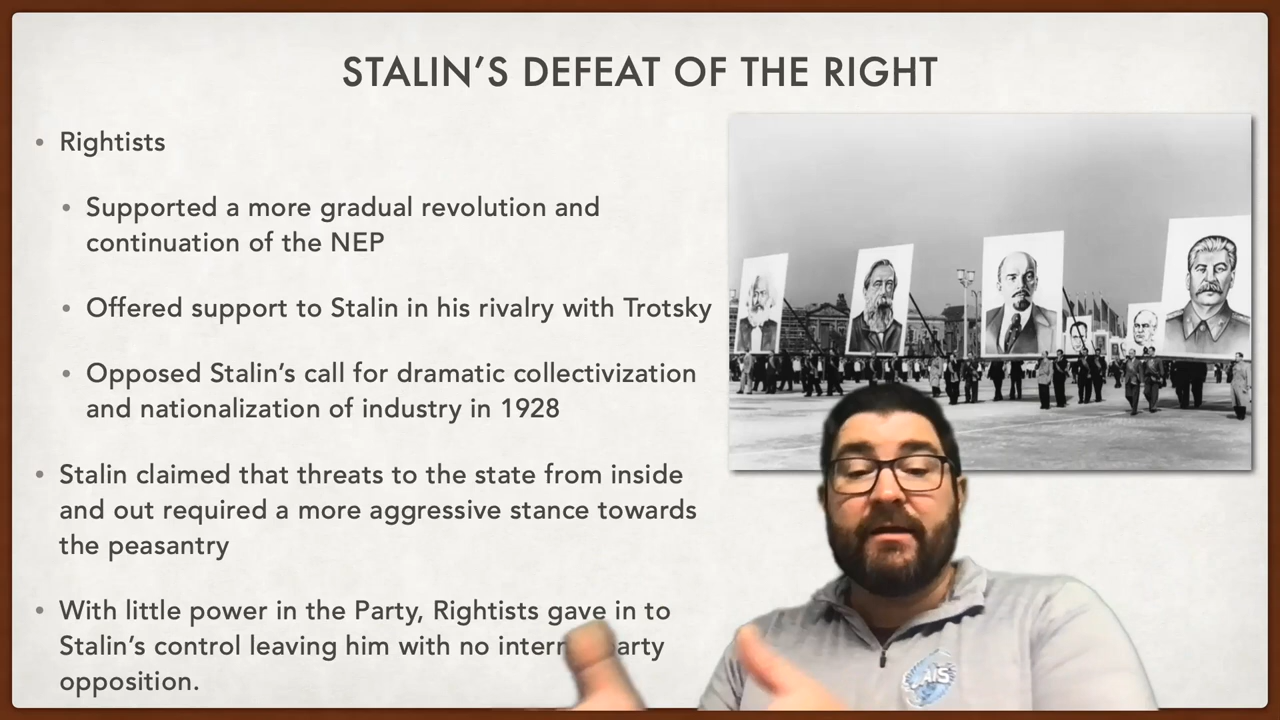 STALIN'S DEFEAT OF THE RIGHT
• Rightists
• Supported a more gradual revolution and
continuation of the NEP
• Offered support to Stalin in his rivalry with Trotsky
• Opposed Stalin's call for dramatic collectivization
and nationalization of industry in 1928
• Stalin claimed that threats to the state from inside
and out required a more aggressive stance towards
the peasantry
• With little power in the Party, Rightists gave in to
Stalin's control leaving him with no
opposition.
AIS